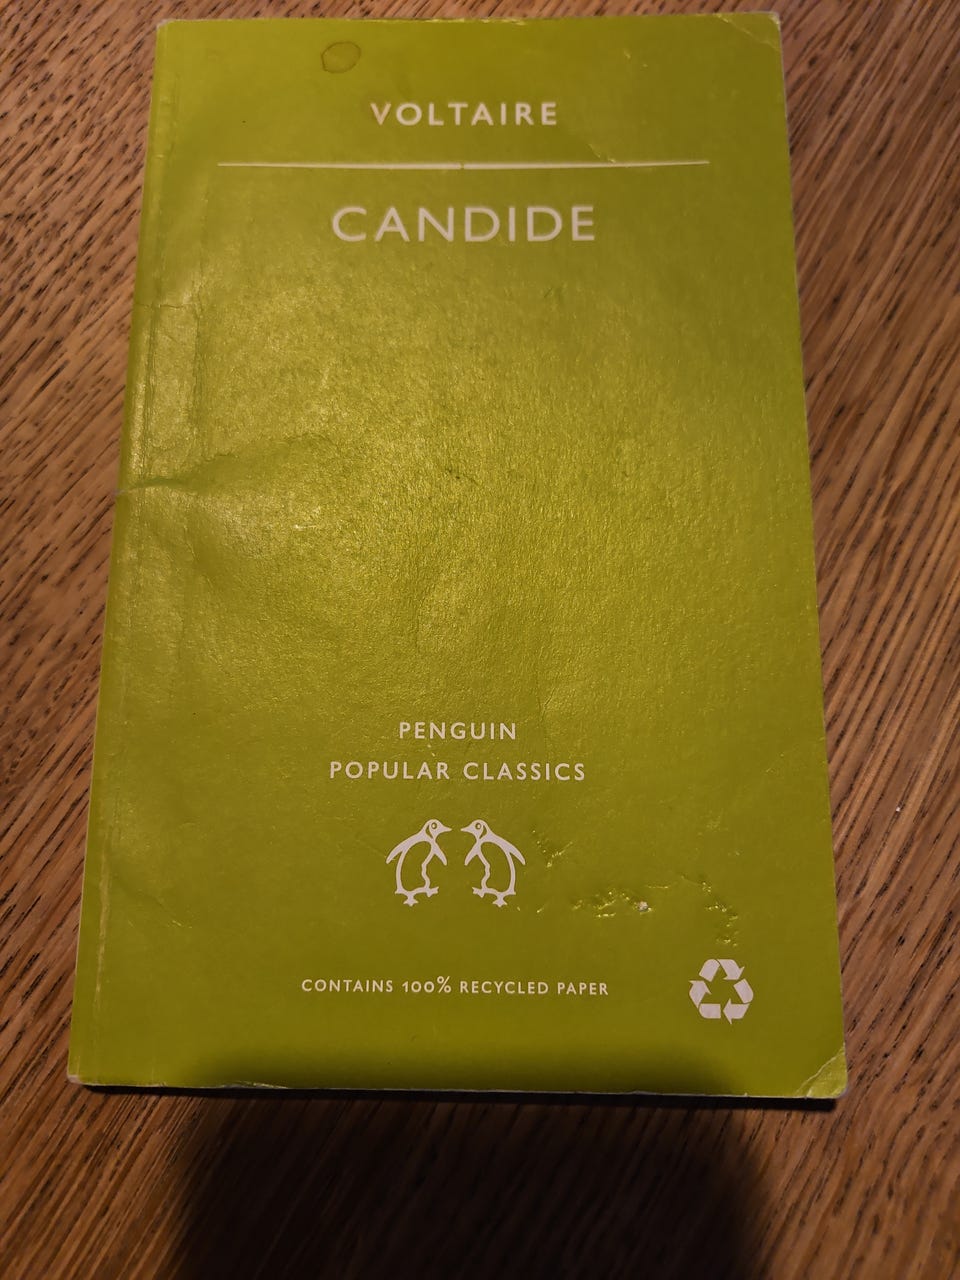 VOLTAIRE
CANDIDE
PENGUIN
POPULAR CLASSICS
CONTAINS 100% RECYCLED PAPER